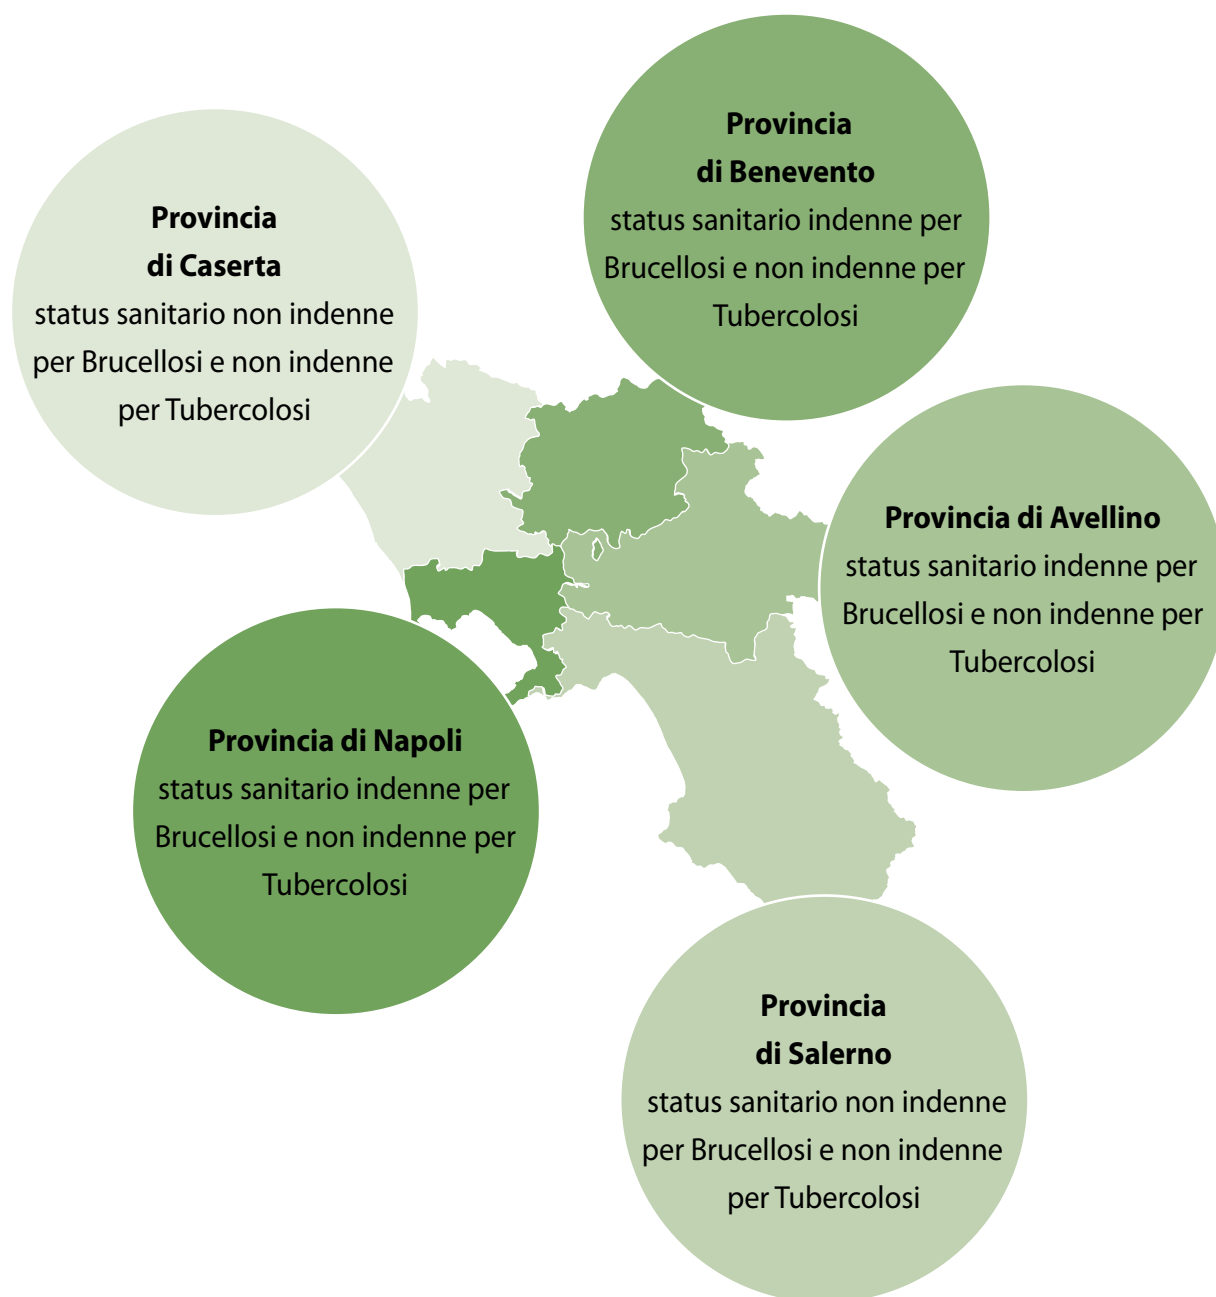 Provincia
di Benevento
status sanitario indenne per
Brucellosi e non indenne per
Tubercolosi
Provincia
di Caserta
status sanitario non indenne
per Brucellosi e non indenne
per Tubercolosi
Provincia di Avellino
status sanitario indenne per
Brucellosi e non indenne per
Tubercolosi
Provincia di Napoli
status sanitario indenne per
Brucellosi e non indenne per
Tubercolosi
Provincia
di Salerno
status sanitario non indenne
per Brucellosi e non indenne
per Tubercolosi